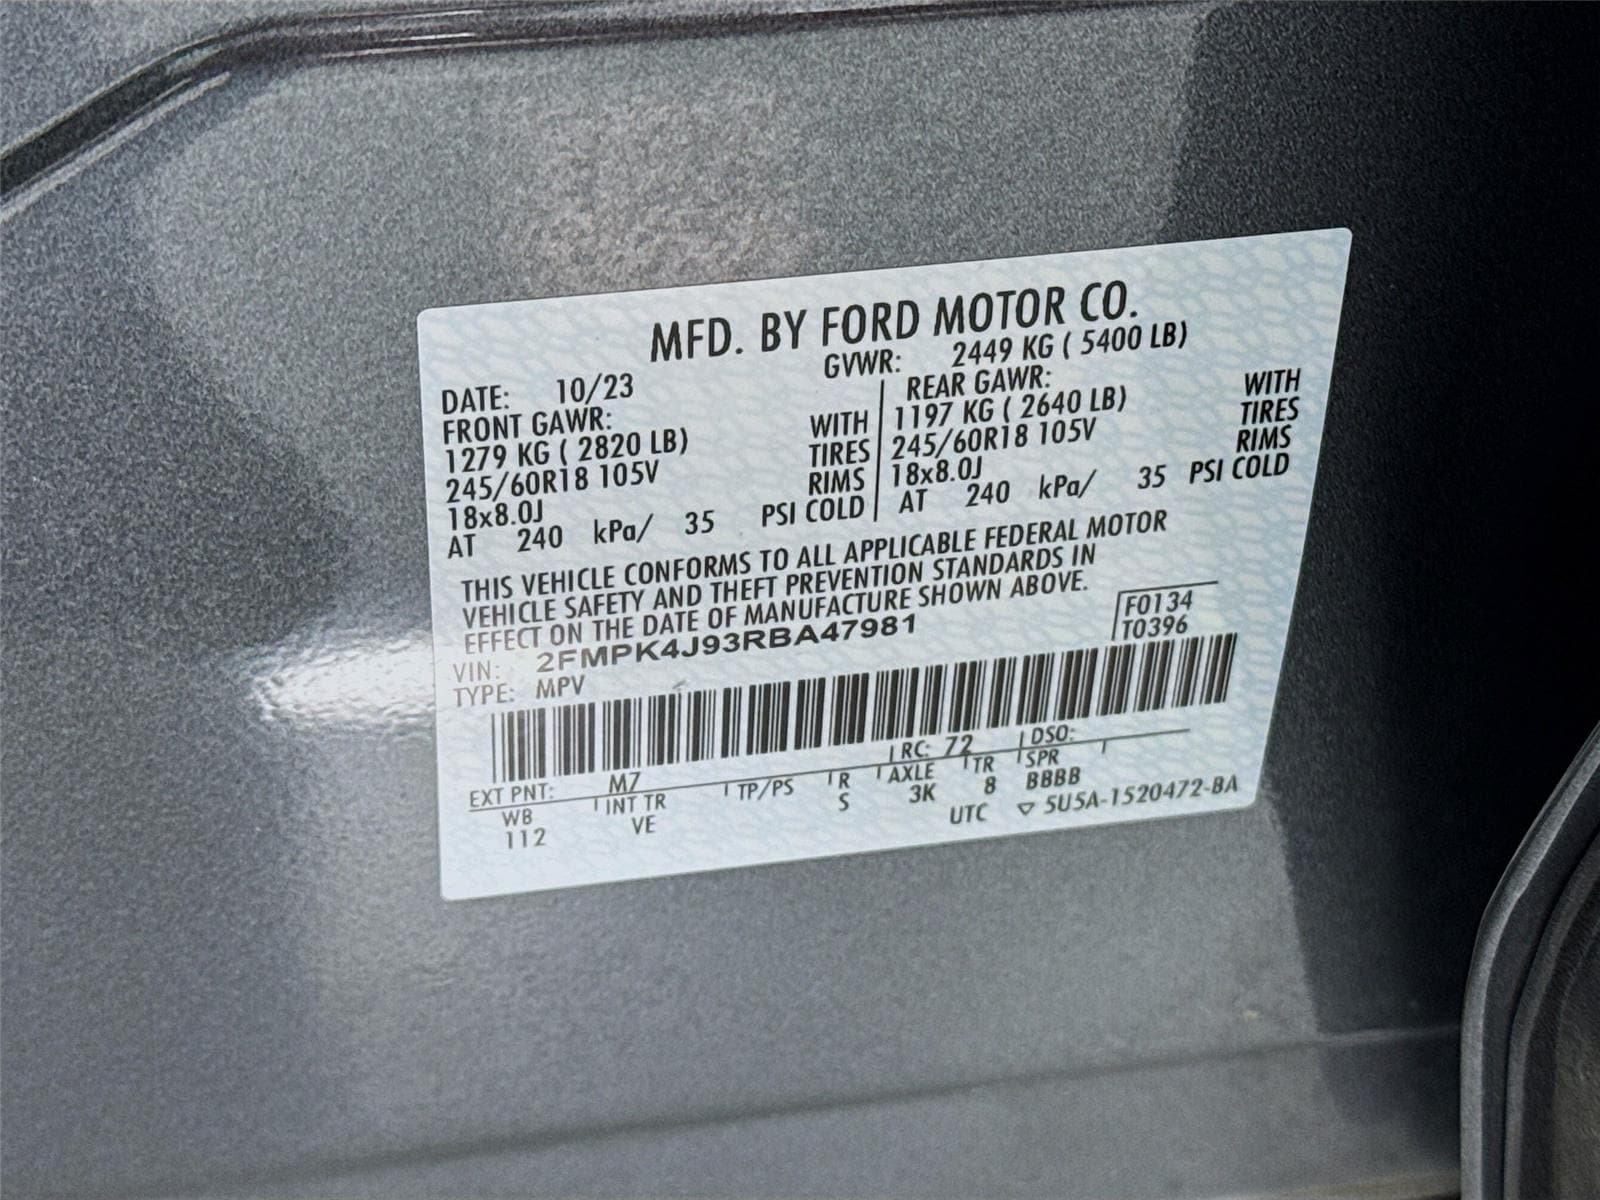 MFD. BY FORD MOTOR CO.
DATE: 10/23 GVWR: 2449 KG ( 5400 LB)
FRONT GAWR: REAR GAWR:
1279 KG ( 2820 LB) WITH 1197 KG ( 2640 LB) WITH
245/60R18 105V TIRES 245/60R18 105V TIRES
18x8.0J RIMS 18x8.0J RIMS
AT 240 kPa/ 35 PSI COLD AT 240 kPa/ 35 PSI COLD
THIS VEHICLE CONFORMS TO ALL APPLICABLE FEDERAL MOTOR
VEHICLE SAFETY AND THEFT PREVENTION STANDARDS IN
EFFECT ON THE DATE OF MANUFACTURE SHOWN ABOVE.
F0134
VIN: 2FMPK4J93RBA47981 T0396
TYPE: MPV
EXT PNT: M7 RC: 72 DSO:
WB INT TR TP/PS R AXLE TR SPR
112 VE S 3K 8 BBBB
UTC ▽ 5U5A-1520472-BA